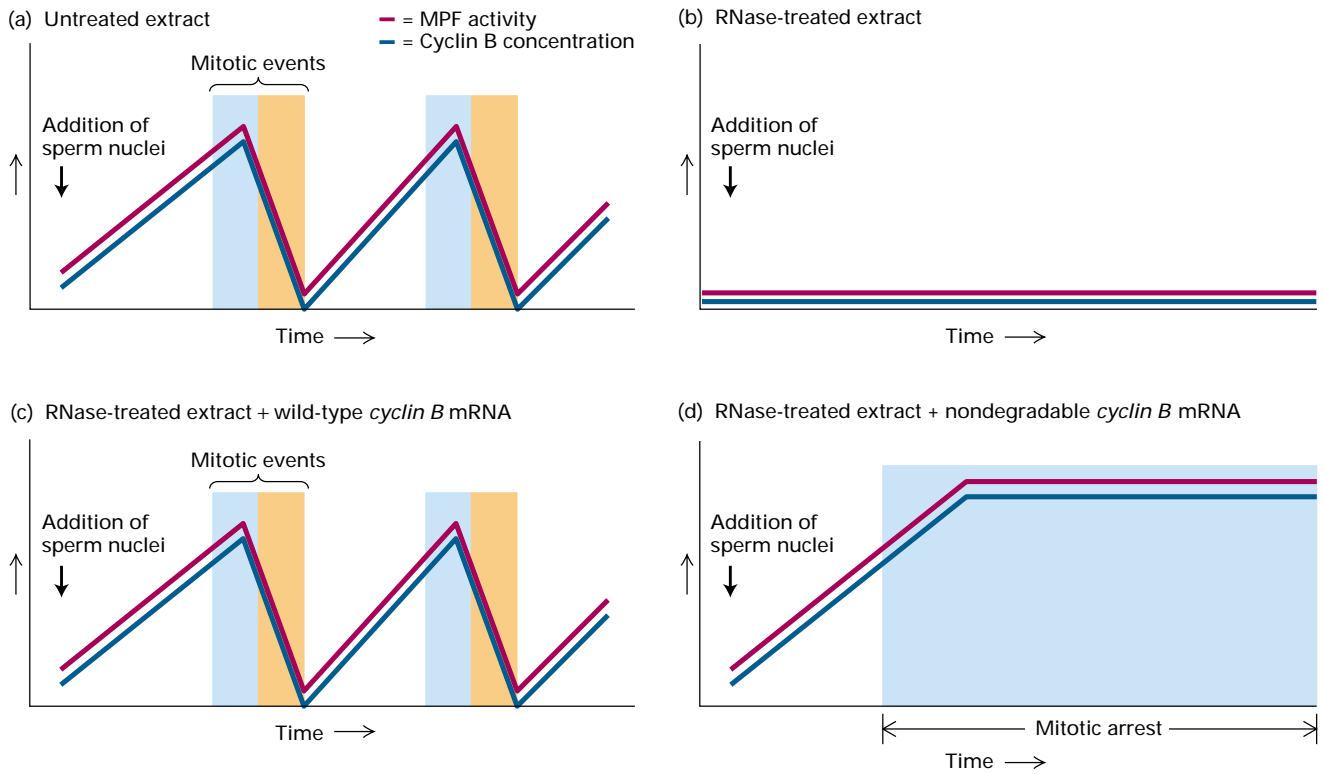 (a) Untreated extract
= MPF activity
= Cyclin B concentration
Mitotic events
Addition of
sperm nuclei
Time
(b) RNase-treated extract
Addition of
sperm nuclei
Time
(c) RNase-treated extract + wild-type cyclin B mRNA
Mitotic events
Addition of
sperm nuclei
Time
(d) RNase-treated extract + nondegradable cyclin B mRNA
Addition of
sperm nuclei
Mitotic arrest
Time